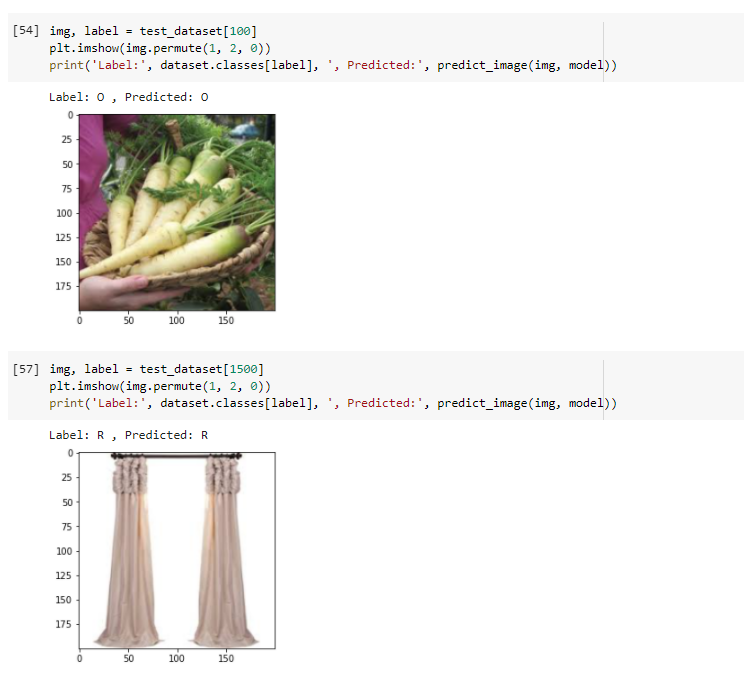 [54] img, label = test_dataset[100]
plt.imshow(img.permute(1, 2, 0))
print('Label:', dataset.classes[label], ', Predicted:', predict_image(img, model))
Label: O , Predicted: O
0
25
50
75
100
125
150
175
0 50 100 150
[57] img, label = test_dataset[1500]
plt.imshow(img.permute(1, 2, 0))
print('Label:', dataset.classes[label], ', Predicted:', predict_image(img, model))
Label: R , Predicted: R
0
25
50
75
100
125
150
175
0 50 100 150